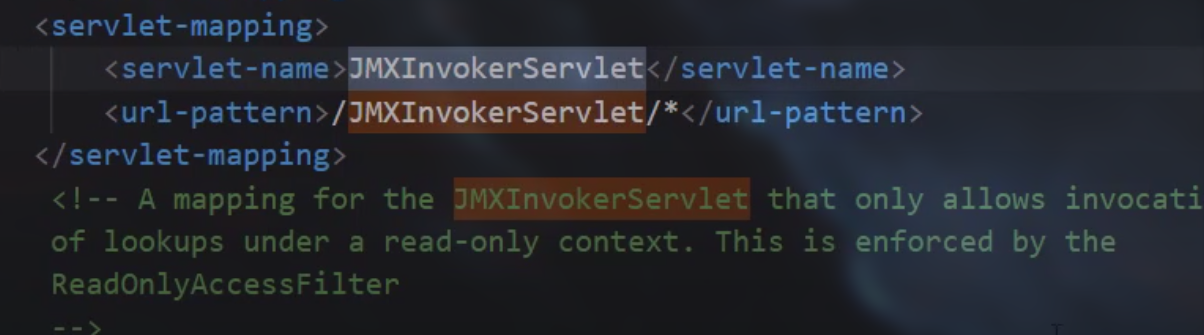 <servlet-mapping>
<servlet-name>JMXInvokerServlet</servlet-name>
<url-pattern>/JMXInvokerServlet/*</url-pattern>
</servlet-mapping>
<!-- A mapping for the JMXInvokerServlet that only allows invocati
of lookups under a read-only context. This is enforced by the
ReadOnlyAccessFilter
-->